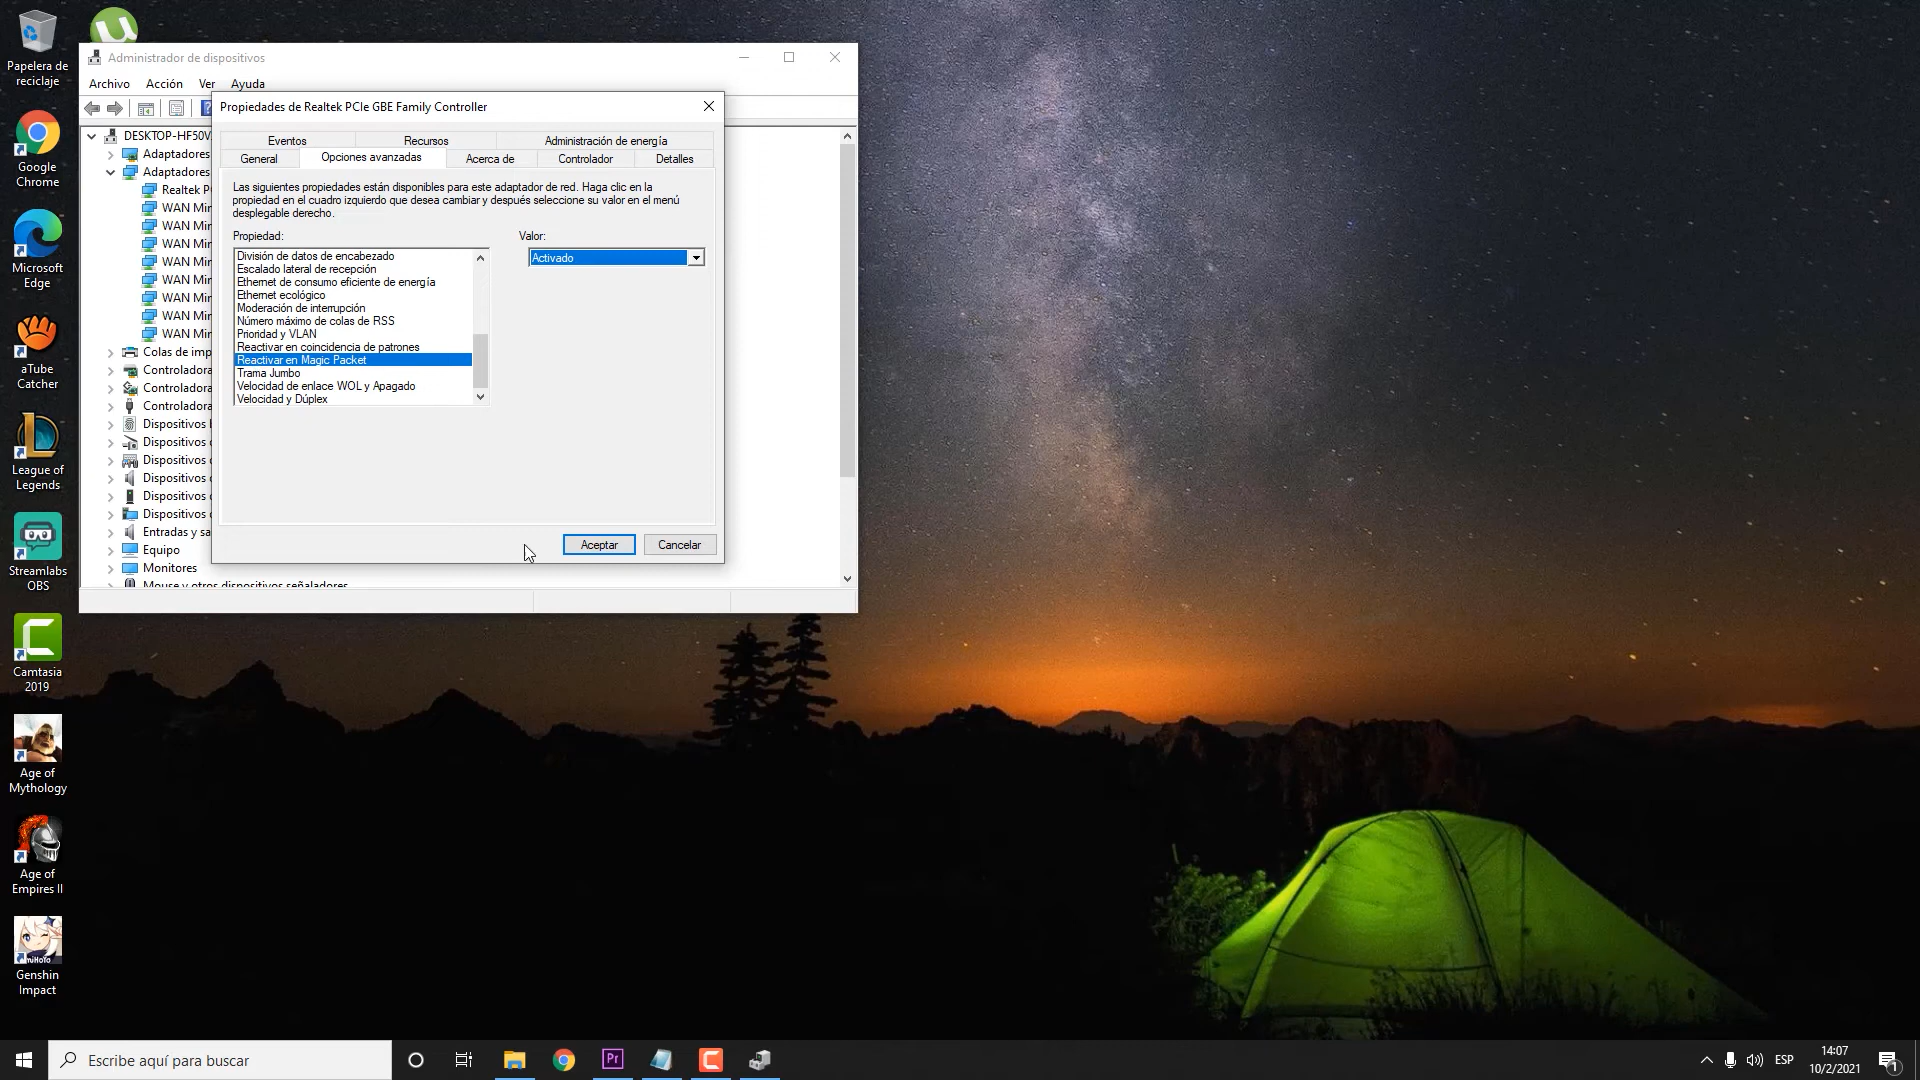 Papelera de
reciclaje
Google
Chrome
Microsoft
Edge
aTube
Catcher
League of
Legends
Streamlabs
OBS
Camtasia
2019
Age of
Mythology
Age of
Empires II
miHoYo
Genshin
Impact
Administrador de dispositivos
Archivo Acción Ver Ayuda
DESKTOP-HF50V
Adaptadores
Adaptadores
Realtek P
WAN Mir
WAN Mir
WAN Mir
WAN Mir
WAN Mir
WAN Mir
WAN Mir
WAN Mir
Colas de imp
Controladora
Controladora
Controladora
Dispositivos
Dispositivos
Dispositivos
Dispositivos
Dispositivos
Dispositivos
Entradas y sa
Equipo
Monitores
Mouse y otros dispositivos señaladores
Propiedades de Realtek PCIe GBE Family Controller
Eventos Recursos Administración de energía
General Opciones avanzadas Acerca de Controlador Detalles
Las siguientes propiedades están disponibles para este adaptador de red. Haga clic en la
propiedad en el cuadro izquierdo que desea cambiar y después seleccione su valor en el menú
desplegable derecho.
Propiedad: Valor:
División de datos de encabezado
Escalado lateral de recepción
Ethernet de consumo eficiente de energía
Ethernet ecológico
Moderación de interrupción
Número máximo de colas de RSS
Prioridad y VLAN
Reactivar en coincidencia de patrones
Reactivar en Magic Packet
Trama Jumbo
Velocidad de enlace WOL y Apagado
Velocidad y Dúplex
Activado
Aceptar Cancelar
Escribe aquí para buscar
Pr
ESP
14:07
10/2/2021
1